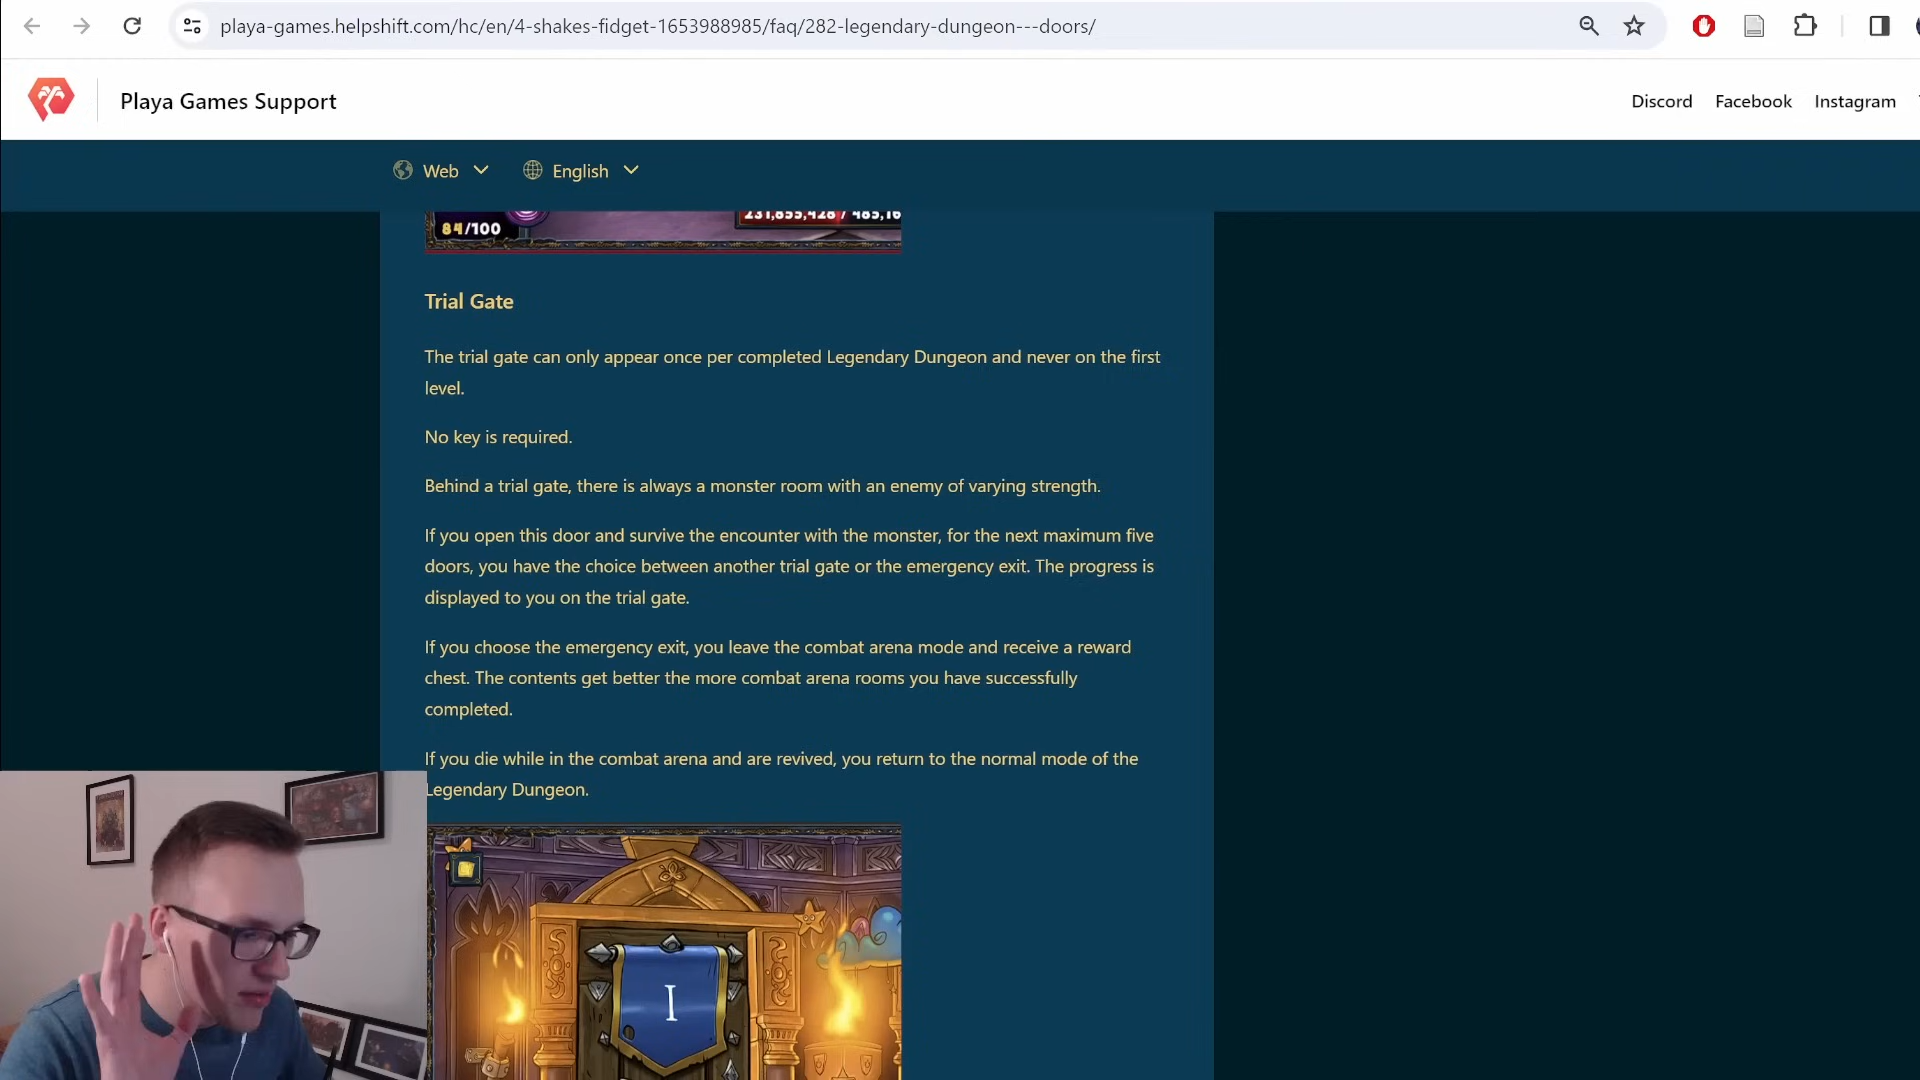 playa-games.helpshift.com/hc/en/4-shakes-fidget-1653988985/faq/282-legendary-dungeon---doors/
Playa Games Support
Discord Facebook Instagram
Web English
84/100
Trial Gate
The trial gate can only appear once per completed Legendary Dungeon and never on the first
level.
No key is required.
Behind a trial gate, there is always a monster room with an enemy of varying strength.
If you open this door and survive the encounter with the monster, for the next maximum five
doors, you have the choice between another trial gate or the emergency exit. The progress is
displayed to you on the trial gate.
If you choose the emergency exit, you leave the combat arena mode and receive a reward
chest. The contents get better the more combat arena rooms you have successfully
completed.
If you die while in the combat arena and are revived, you return to the normal mode of the
Legendary Dungeon.
I